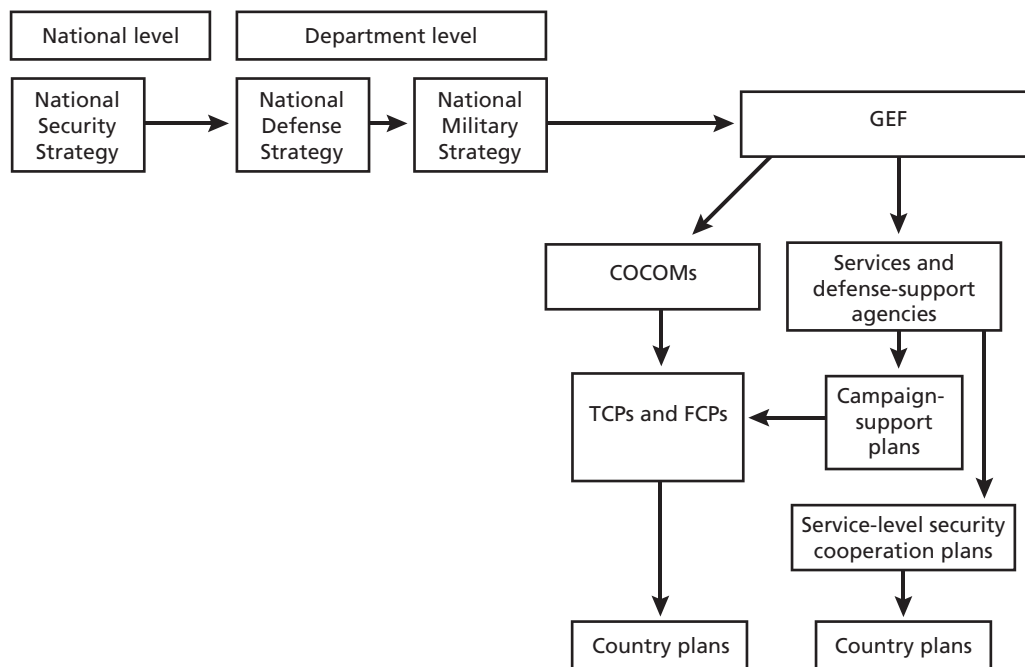 National level
Department level
National
Security
Strategy
National
Defense
Strategy
National
Military
Strategy
GEF
COCOMs
Services and
defense-support
agencies
TCPs and FCPs
Campaign-
support
plans
Service-level security
cooperation plans
Country plans
Country plans